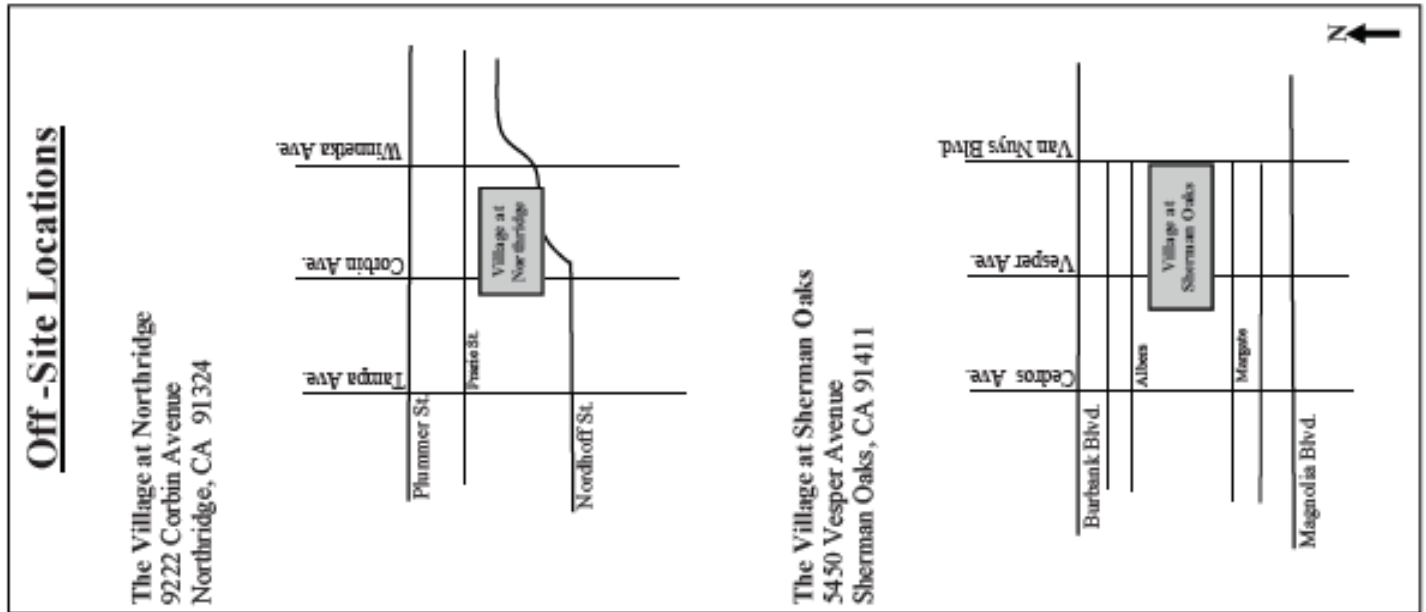 Off -Site Locations
The Village at Northridge
9222 Corbin Avenue
Northridge, CA 91324
Tampa Ave.
Corbin Ave.
Winnetka Ave.
Plummer St.
Prarie St.
Nordhoff St.
Village at
Northridge
The Village at Sherman Oaks
5450 Vesper Avenue
Sherman Oaks, CA 91411
Cedros Ave.
Vesper Ave.
Van Nuys Blvd.
Burbank Blvd.
Albers
Margate
Magnolia Blvd.
Village at
Sherman Oaks
N